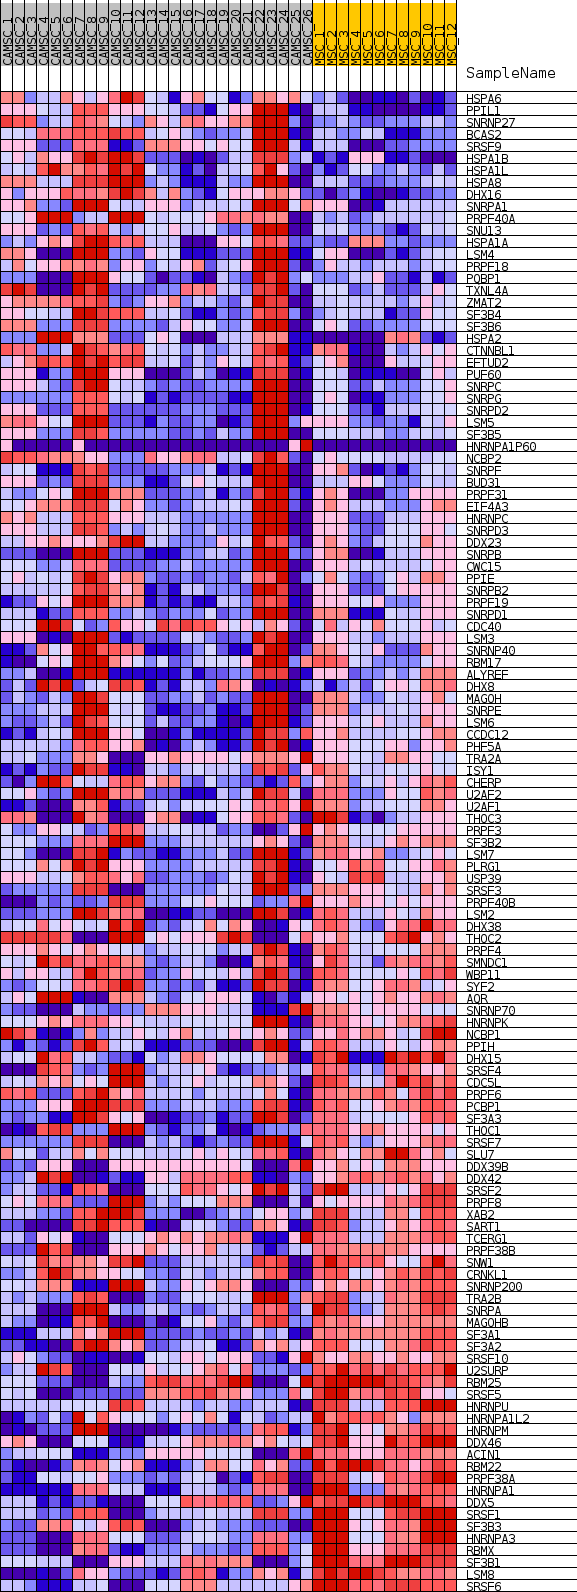 CAMSC_1
CAMSC_2
CAMSC_3
CAMSC_4
CAMSC_5
CAMSC_6
CAMSC_7
CAMSC_8
CAMSC_9
CAMSC_10
CAMSC_11
CAMSC_12
CAMSC_13
CAMSC_14
CAMSC_15
CAMSC_16
CAMSC_17
CAMSC_18
CAMSC_19
CAMSC_20
CAMSC_21
CAMSC_22
CAMSC_23
CAMSC_24
CAMSC_25
CAMSC_26
MSC_1
MSC_2
MSC_3
MSC_4
MSC_5
MSC_6
MSC_7
MSC_8
MSC_9
MSC_10
MSC_11
MSC_12
SampleName
HSPA6
PPIL1
SNRNP27
BCAS2
SRSF9
HSPA1B
HSPA1L
HSPA8
DHX16
SNRPA1
PRPF40A
SNU13
HSPA1A
LSM4
PRPF18
PQBP1
TXNL4A
ZMAT2
SF3B4
SF3B6
HSPA2
CTNNBL1
EFTUD2
PUF60
SNRPC
SNRPG
SNRPD2
LSM5
SF3B5
HNRNPA1P60
NCBP2
SNRPF
BUD31
PRPF31
EIF4A3
HNRNPC
SNRPD3
DDX23
SNRPB
CWC15
PPIE
SNRPB2
PRPF19
SNRPD1
CDC40
LSM3
SNRNP40
RBM17
ALYREF
DHX8
MAGOH
SNRPE
LSM6
CCDC12
PHF5A
TRA2A
ISY1
CHERP
U2AF2
U2AF1
THOC3
PRPF3
SF3B2
LSM7
PLRG1
USP39
SRSF3
PRPF40B
LSM2
DHX38
THOC2
PRPF4
SMNDC1
WBP11
SYF2
AQR
SNRNP70
HNRNPK
NCBP1
PPIH
DHX15
SRSF4
CDC5L
PRPF6
PCBP1
SF3A3
THOC1
SRSF7
SLU7
DDX39B
DDX42
SRSF2
PRPF8
XAB2
SART1
TCERG1
PRPF38B
SNW1
CRNKL1
SNRNP200
TRA2B
SNRPA
MAGOHB
SF3A1
SF3A2
SRSF10
U2SURP
RBM25
SRSF5
HNRNPU
HNRNPA1L2
HNRNPM
DDX46
ACIN1
RBM22
PRPF38A
HNRNPA1
DDX5
SRSF1
SF3B3
HNRNPA3
RBMX
SF3B1
LSM8
SRSF6